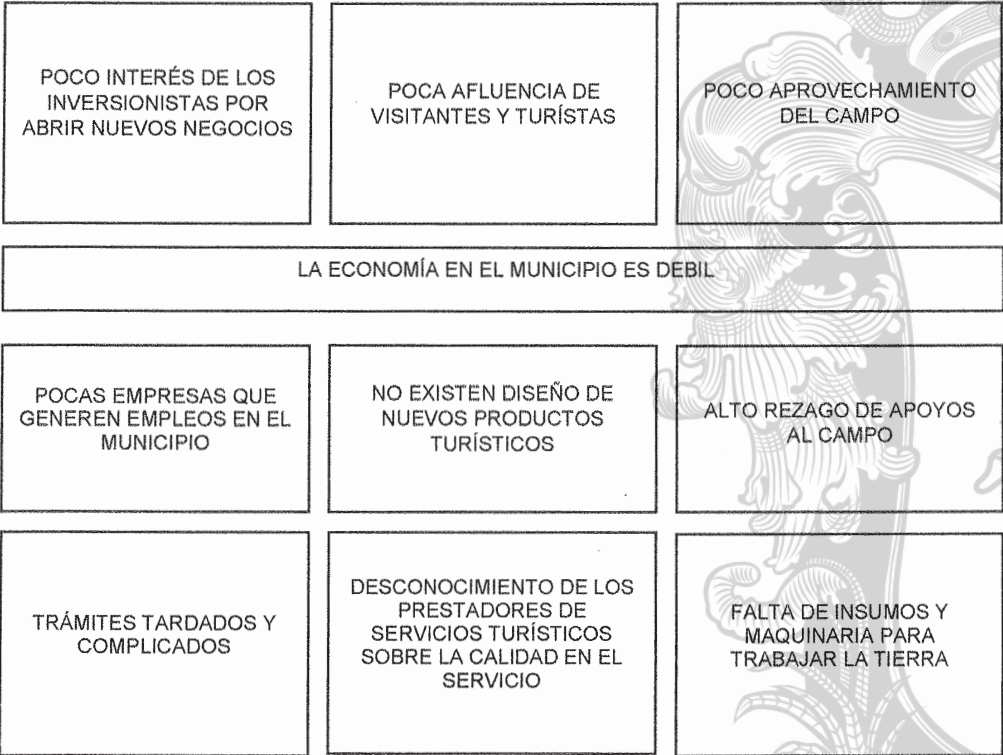 POCO INTERÉS DE LOS
INVERSIONISTAS POR
ABRIR NUEVOS NEGOCIOS
POCA AFLUENCIA DE
VISITANTES Y TURÍSTAS
POCO APROVECHAMIENTO
DEL CAMPO
LA ECONOMÍA EN EL MUNICIPIO ES DEBIL
POCAS EMPRESAS QUE
GENEREN EMPLEOS EN EL
MUNICIPIO
NO EXISTEN DISEÑO DE
NUEVOS PRODUCTOS
TURÍSTICOS
ALTO REZAGO DE APOYOS
AL CAMPO
TRÁMITES TARDADOS Y
COMPLICADOS
DESCONOCIMIENTO DE LOS
PRESTADORES DE
SERVICIOS TURÍSTICOS
SOBRE LA CALIDAD EN EL
SERVICIO
FALTA DE INSUMOS Y
MAQUINARIA PARA
TRABAJAR LA TIERRA